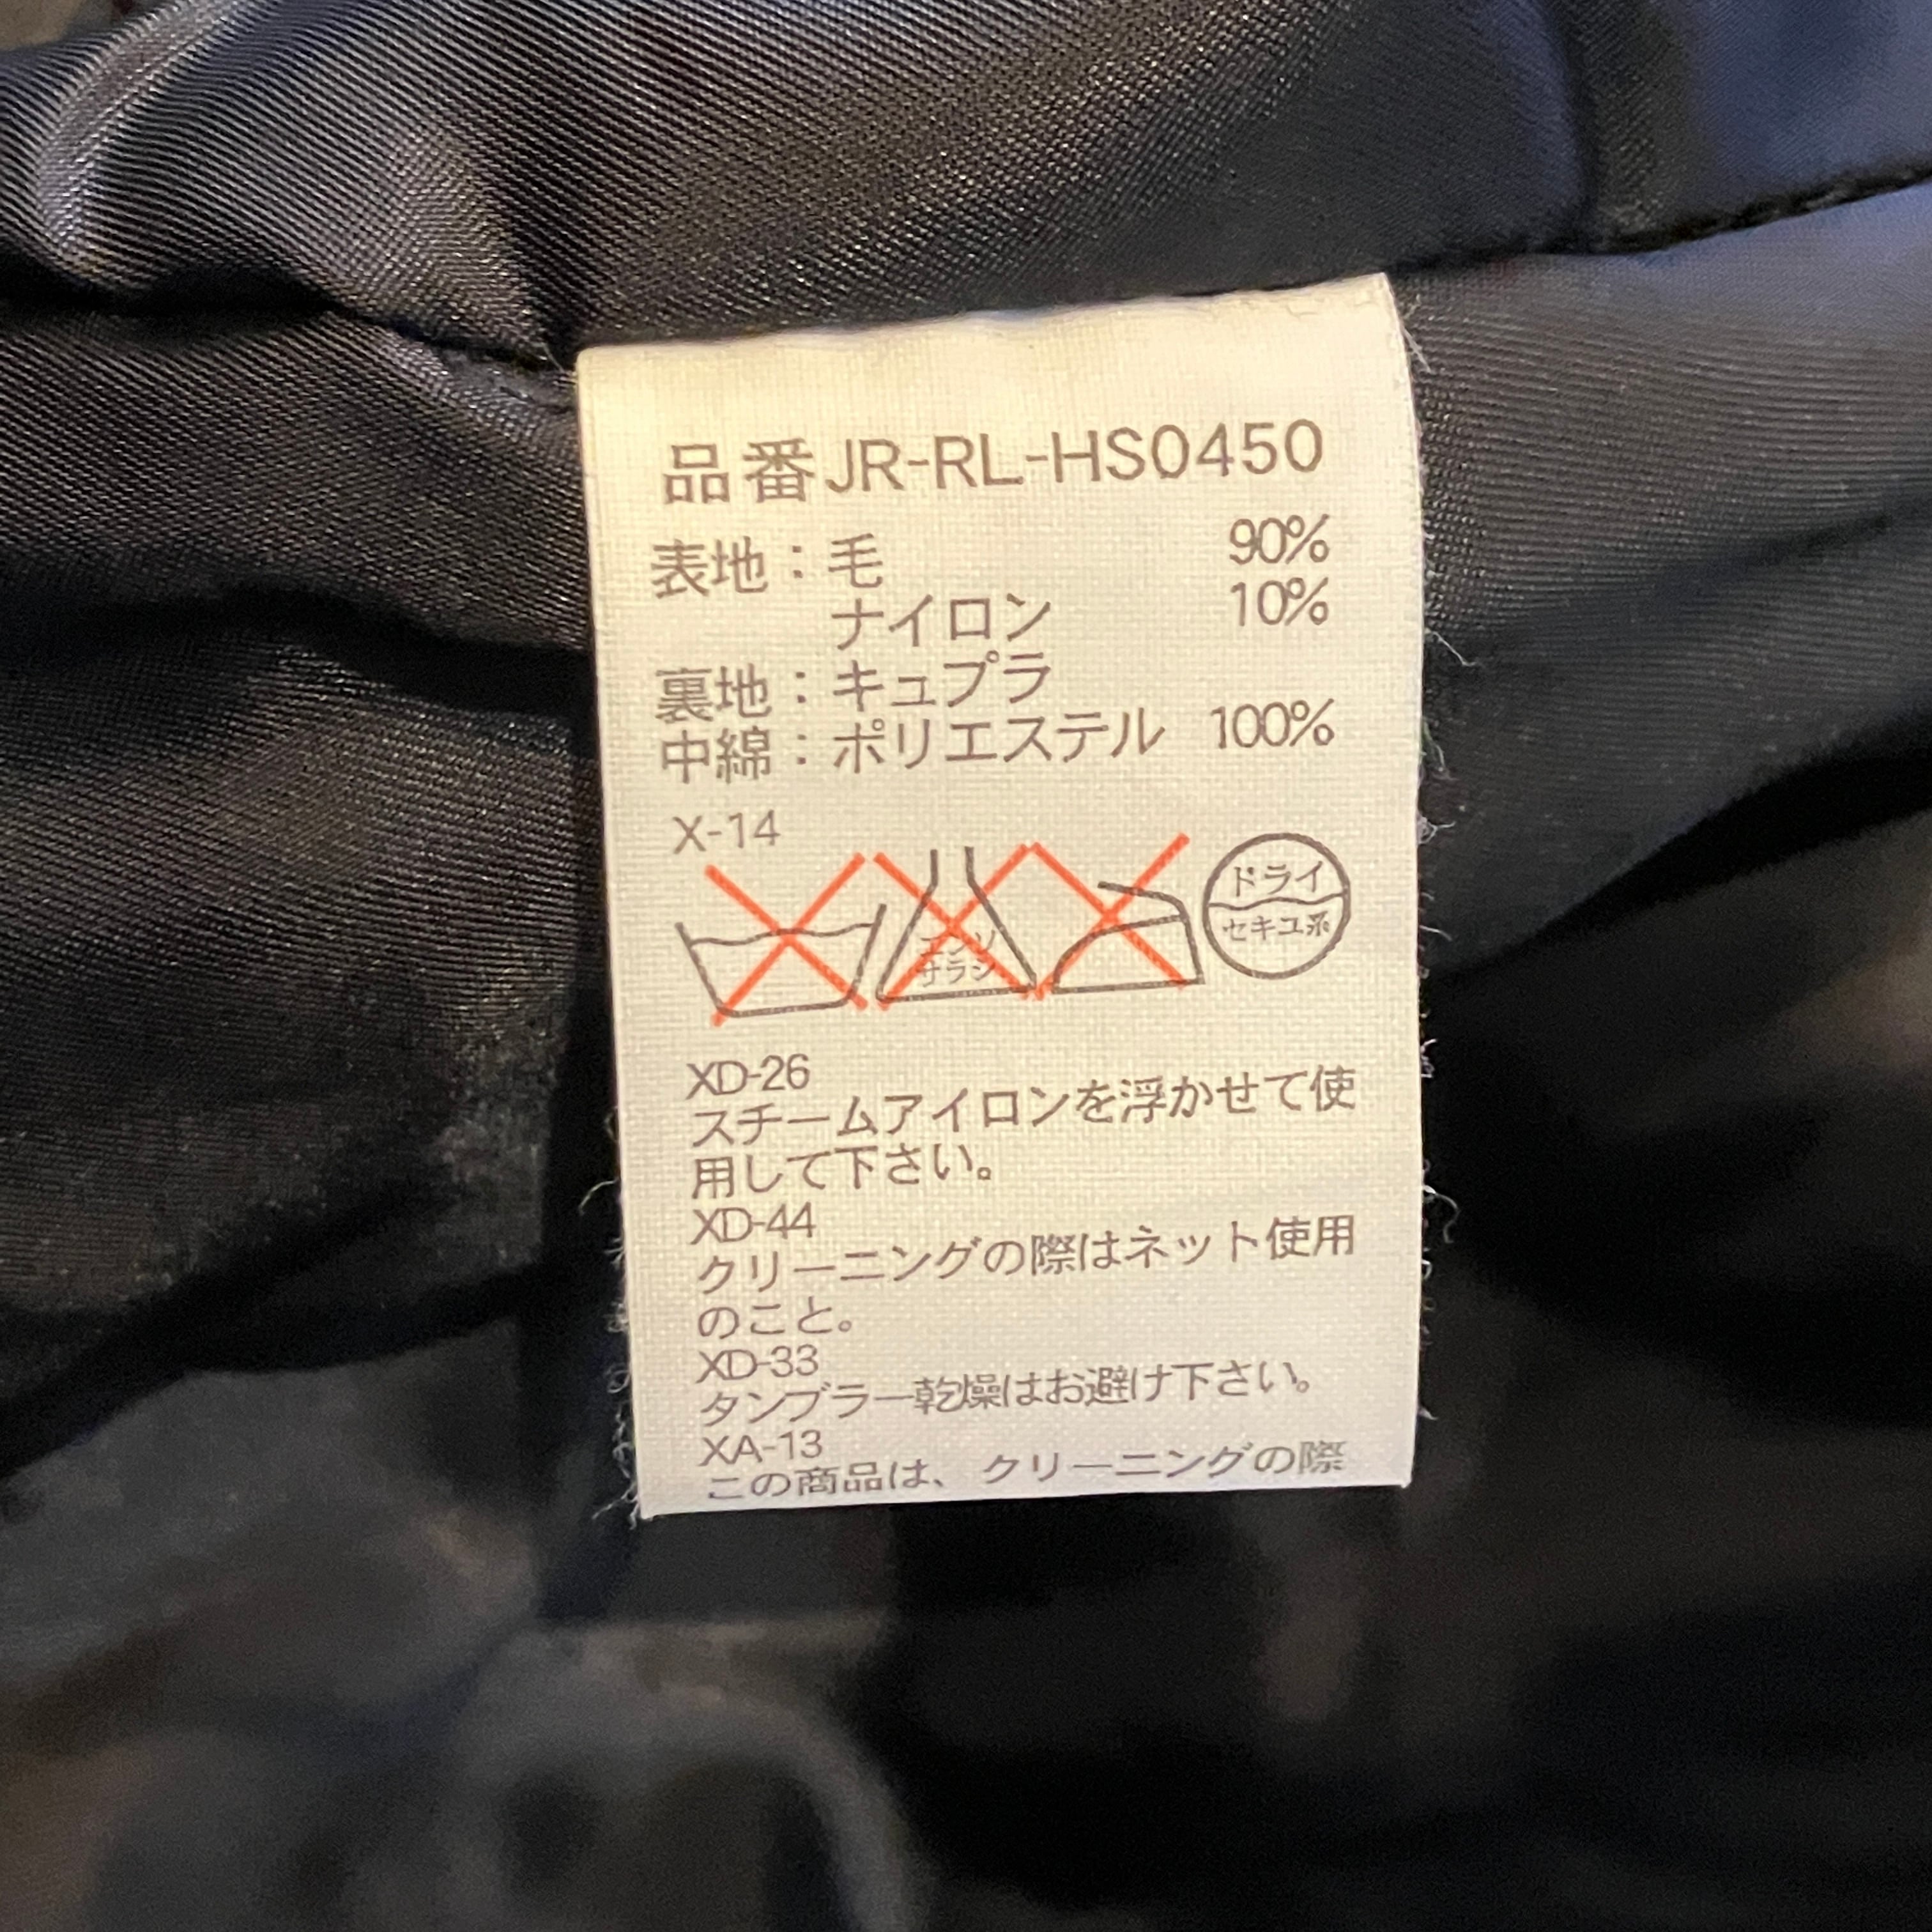 品番JR-RL-HS0450
表地：毛 90%
ナイロン 10%
裏地：キュプラ
中綿：ポリエステル 100%
X-14
エンソ
サラシ
ドライ
セキユ系
XD-26
スチームアイロンを浮かせて使
用して下さい。
XD-44
クリーニングの際はネット使用
のこと。
XD-33
タンブラー乾燥はお避け下さい。
XA-13
この商品は、クリーニングの際